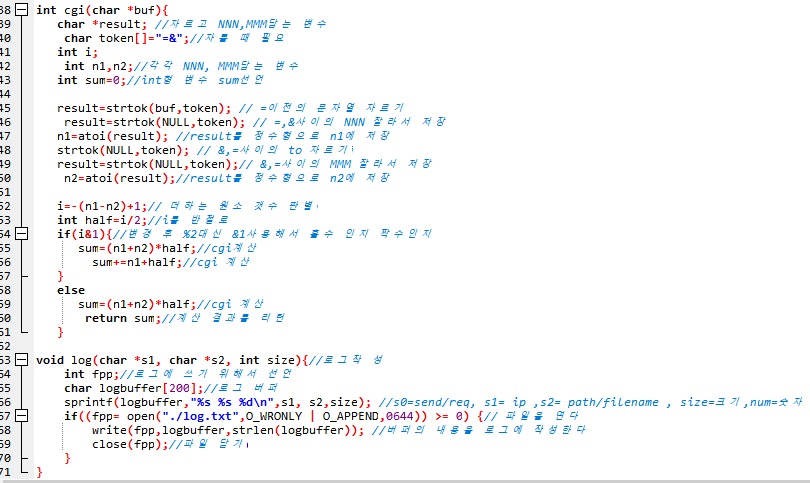 38 int cgi(char *buf){
39 char *result; //자르고 NNN,MMM담는 변수
40 char token[]="=&";//자를 때 필요
41 int i;
42 int n1,n2;//각각 NNN, MMM담는 변수
43 int sum=0;//int형 변수 sum선언
44
45 result=strtok(buf,token); // =이전의 문자열 자르기
46 result=strtok(NULL,token); // =,&사이의 NNN 잘라서 저장
47 n1=atoi(result); //result를 정수형으로 n1에 저장
48 strtok(NULL,token); // &,=사이의 to 자르기
49 result=strtok(NULL,token);// &,=사이의 MMM 잘라서 저장
50 n2=atoi(result);//result를 정수형으로 n2에 저장
51
52 i=-(n1-n2)+1;// 더하는 원소 갯수 판별
53 int half=i/2;//i를 반절로
54 if(i&1){//변경 후 %2대신 &1사용해서 홀수 인지 짝수인지
55 sum=(n1+n2)*half;//cgi계산
56 sum+=n1+half;//cgi 계산
57 }
58 else
59 sum=(n1+n2)*half;//cgi 계산
60 return sum;//계산 결과를 리턴
61 }
62
63 void log(char *s1, char *s2, int size){//로그작 성
64 int fpp;//로그에 쓰기 위해서 선언
65 char logbuffer[200];//로그 버퍼
66 sprintf(logbuffer,"%s %s %d\n",s1, s2,size); //s0=send/req, s1= ip ,s2= path/filename , size=크기,num=숫자
67 if((fpp= open("./log.txt",O_WRONLY | O_APPEND,0644)) >= 0) {// 파일을 연다
68 write(fpp,logbuffer,strlen(logbuffer)); //버퍼의 내용을 로그에 작성한다
69 close(fpp);//파일 닫기
70 }
71 }